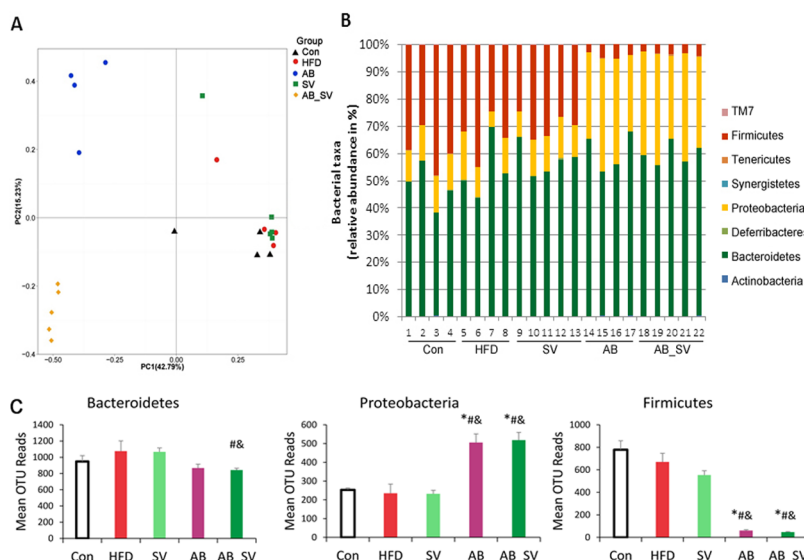 A
Group
Con
HFD
AB
SV
AB_SV
0.4
0.2
0.0
−0.2
−0.4
PC2(15.23%)
−0.50
−0.25
0.00
0.25
PC1(42.79%)
B
100%
90%
80%
70%
60%
50%
40%
30%
20%
10%
0%
Bacterial taxa
(relative abundance in %)
1 2 3 4 5 6 7 8 9 10 11 12 13 14 15 16 17 18 19 20 21 22
Con HFD SV AB AB_SV
TM7
Firmicutes
Tenericutes
Synergistetes
Proteobacteria
Deferribacteres
Bacteroidetes
Actinobacteria
C
Bacteroidetes
Mean OTU Reads
1400
1200
1000
800
600
400
200
0
#&
Con HFD SV AB AB_SV
Proteobacteria
Mean OTU Reads
600
500
400
300
200
100
0
*#& *#&
Con HFD SV AB AB_SV
Firmicutes
Mean OTU Reads
1000
800
600
400
200
0
*#& *#&
Con HFD SV AB AB_SV